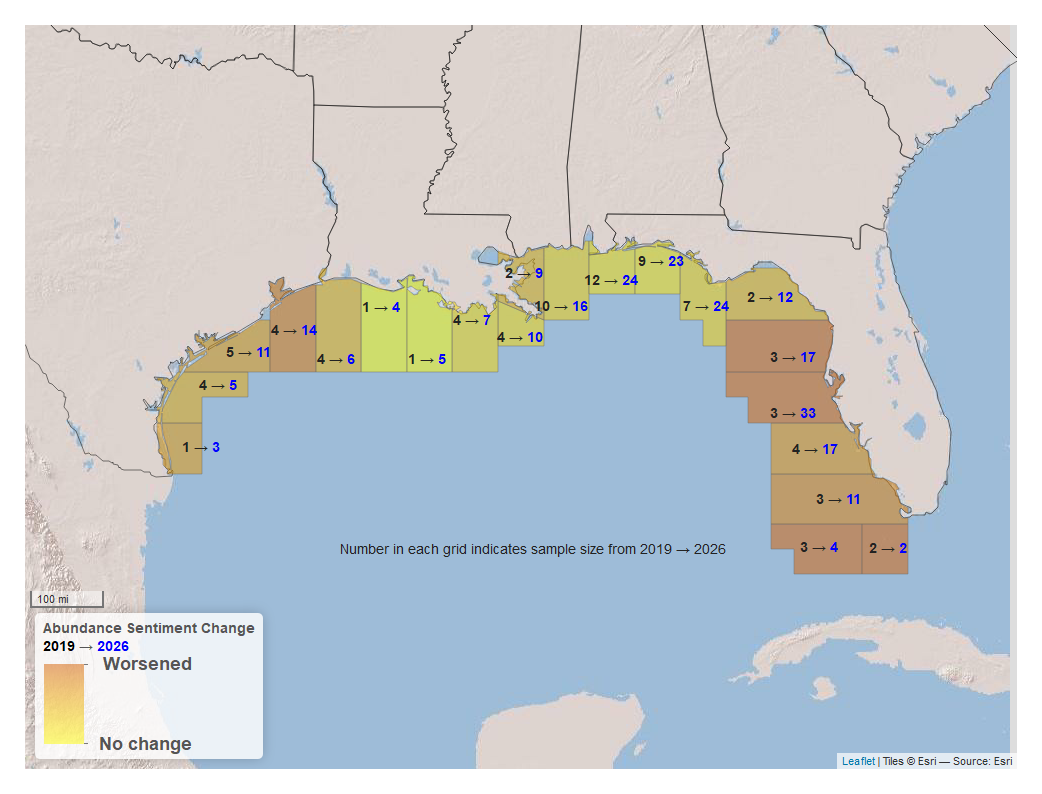 9 → 23
2 → 9
12 → 24
2 → 12
10 → 16
7 → 24
1 → 4
4 → 7
4 → 14
4 → 10
5 → 11
4 → 6
1 → 5
3 → 17
4 → 5
3 → 33
1 → 3
4 → 17
3 → 11
3 → 4
2 → 2
Number in each grid indicates sample size from 2019 → 2026
100 mi
Abundance Sentiment Change
2019 → 2026
Worsened
No change
Leaflet | Tiles © Esri — Source: Esri